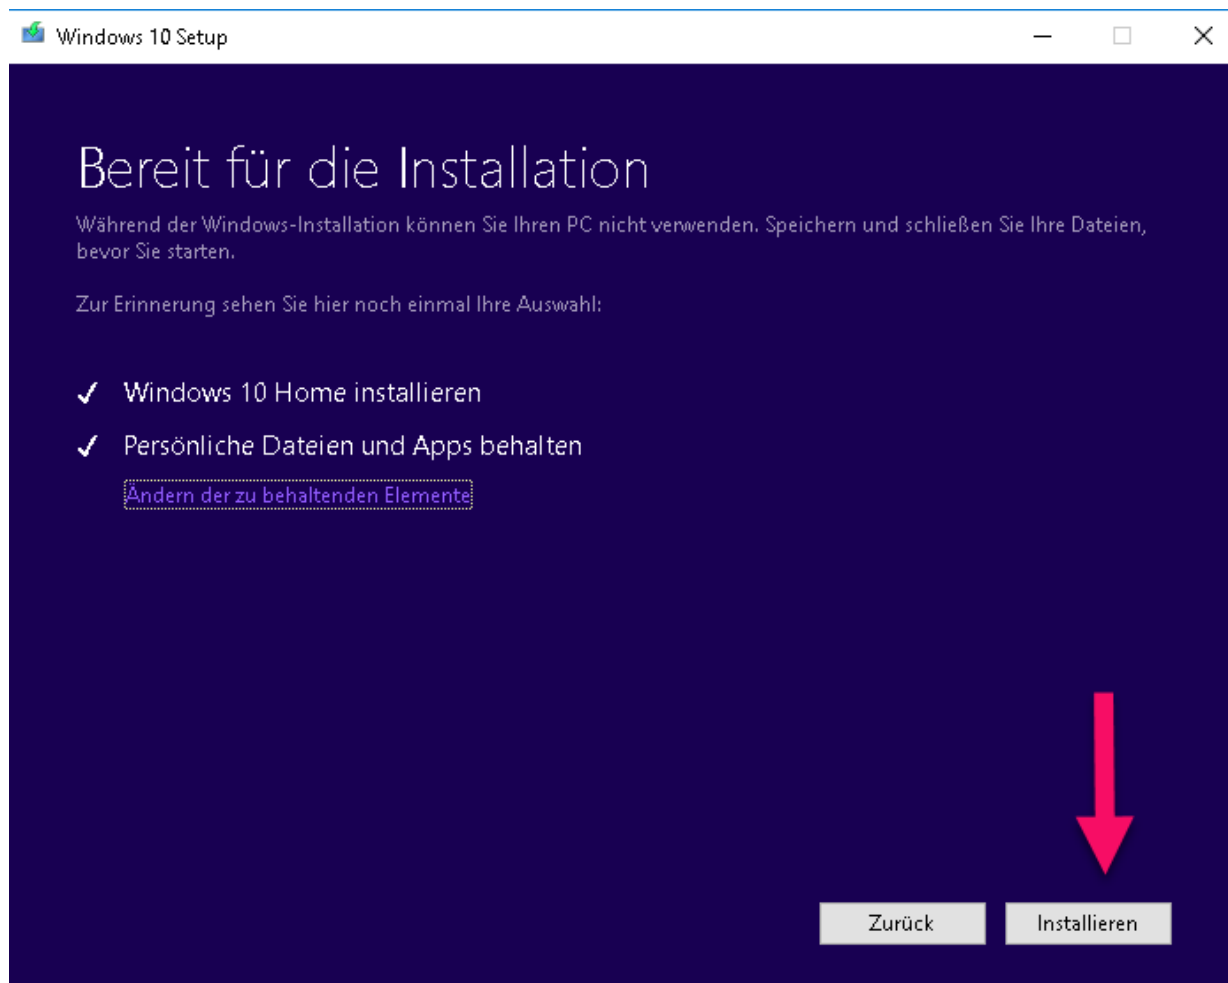 Windows 10 Setup
Bereit für die Installation
Während der Windows-Installation können Sie Ihren PC nicht verwenden. Speichern und schließen Sie Ihre Dateien,
bevor Sie starten.
Zur Erinnerung sehen Sie hier noch einmal Ihre Auswahl:
Windows 10 Home installieren
Persönliche Dateien und Apps behalten
Ändern der zu behaltenden Elemente
Zurück
Installieren